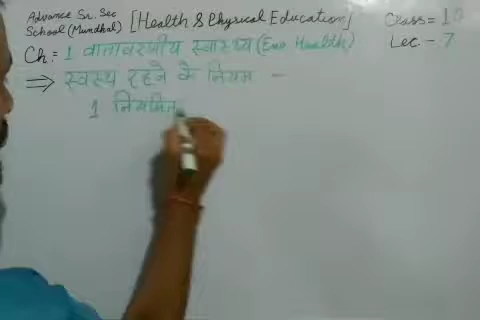 Advance Sr. Sec [Health & Physical Education] Class = 10
School (Mundhal) Lec - 7
Ch: = 1 वातावरणीय स्वास्थ्य (Env Health)
⇒ स्वस्थ रहने के नियम -
1 नियमित